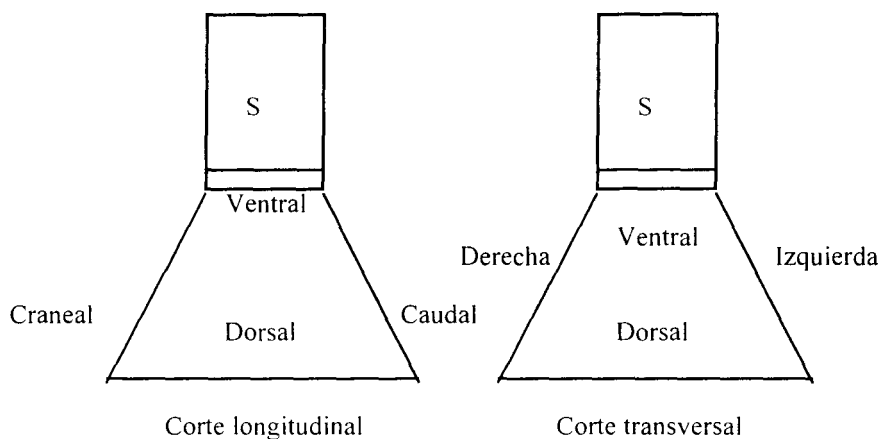 S
S
Ventral
Ventral
Derecha
Izquierda
Craneal
Caudal
Dorsal
Dorsal
Corte longitudinal
Corte transversal